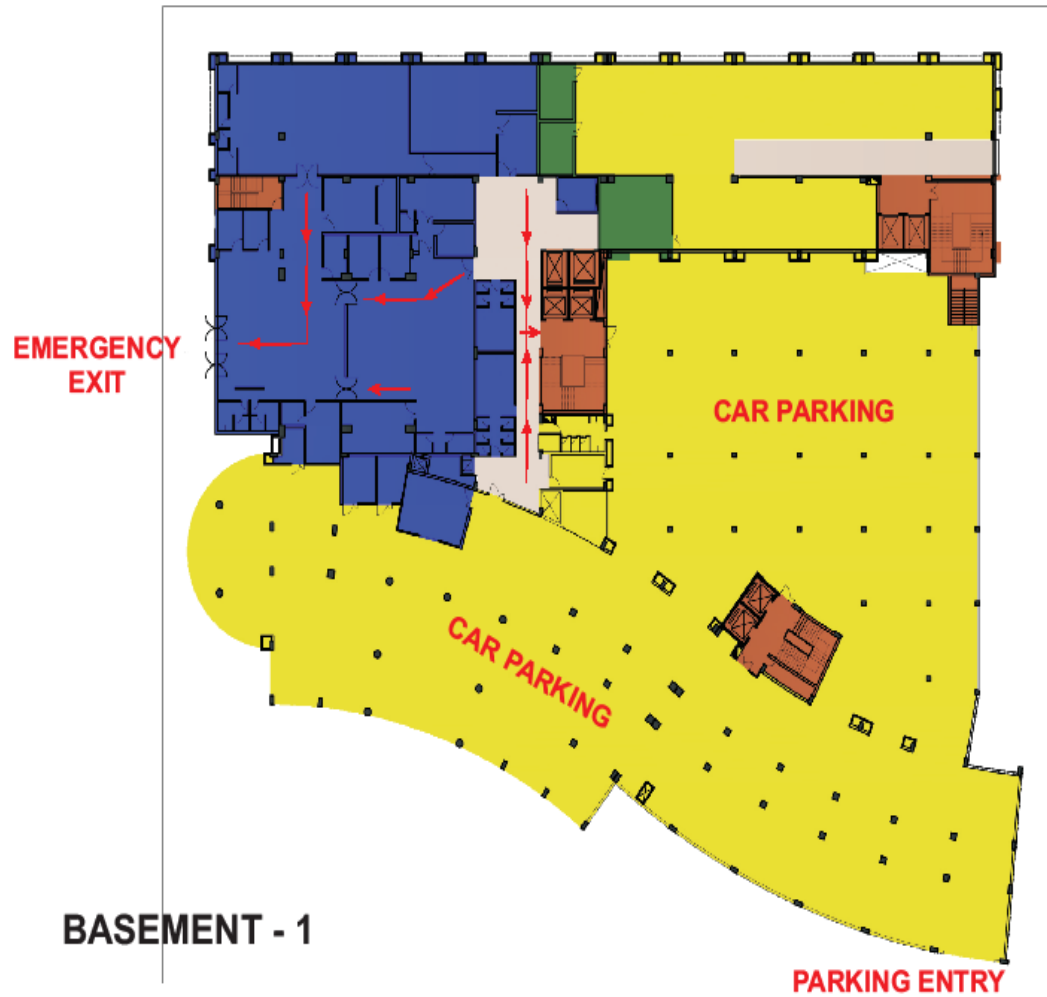 EMERGENCY
EXIT
CAR PARKING
CAR PARKING
BASEMENT - 1
PARKING ENTRY